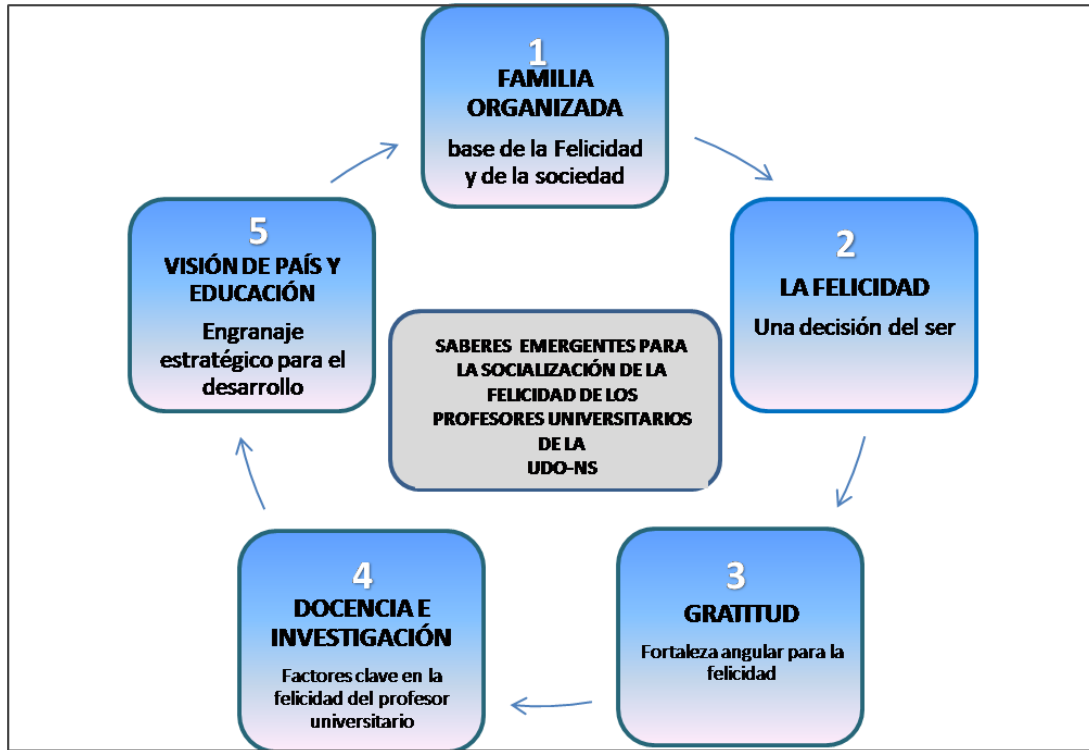 1
FAMILIA
ORGANIZADA
base de la Felicidad
y de la sociedad
2
LA FELICIDAD
Una decisión del ser
3
GRATITUD
Fortaleza angular para la
felicidad
4
DOCENCIA E
INVESTIGACIÓN
Factores clave en la
felicidad del profesor
universitario
5
VISIÓN DE PAÍS Y
EDUCACIÓN
Engranaje
estratégico para el
desarrollo
SABERES EMERGENTES PARA
LA SOCIALIZACIÓN DE LA
FELICIDAD DE LOS
PROFESORES UNIVERSITARIOS
DE LA
UDO-NS